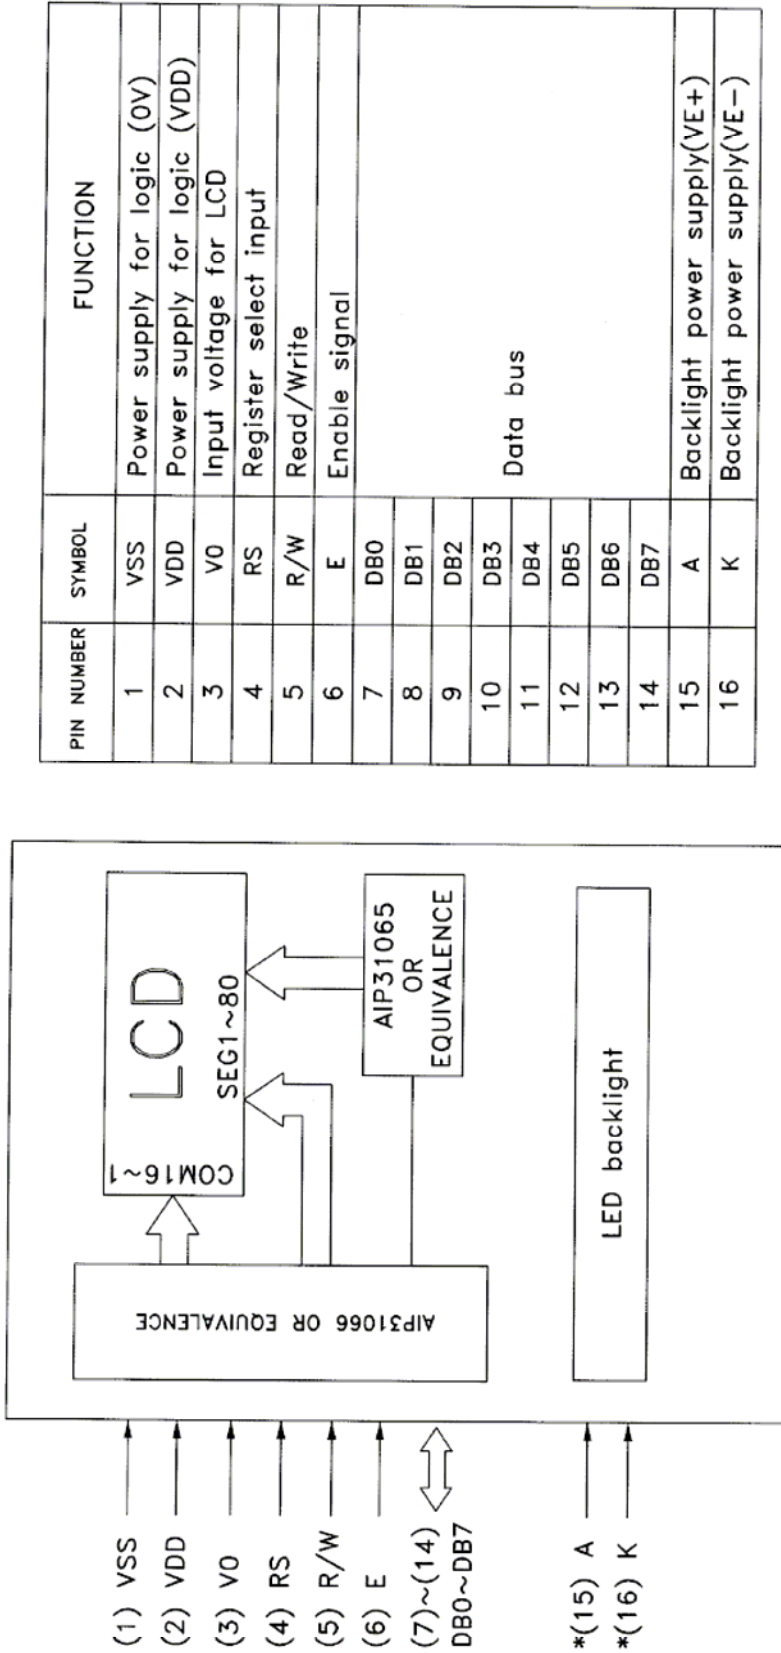 (1) VSS
(2) VDD
(3) V0
(4) RS
(5) R/W
(6) E
(7)~(14)
DB0~DB7
*(15) A
*(16) K
AIP31066 OR EQUIVALENCE
LCD
COM16~1
SEG1~80
AIP31065
OR
EQUIVALENCE
LED backlight
PIN NUMBER SYMBOL FUNCTION
1 VSS Power supply for logic (0V)
2 VDD Power supply for logic (VDD)
3 V0 Input voltage for LCD
4 RS Register select input
5 R/W Read/Write
6 E Enable signal
7 DB0
8 DB1
9 DB2
10 DB3
11 DB4
Data bus
12 DB5
13 DB6
14 DB7
15 A Backlight power supply(VE+)
16 K Backlight power supply(VE-)